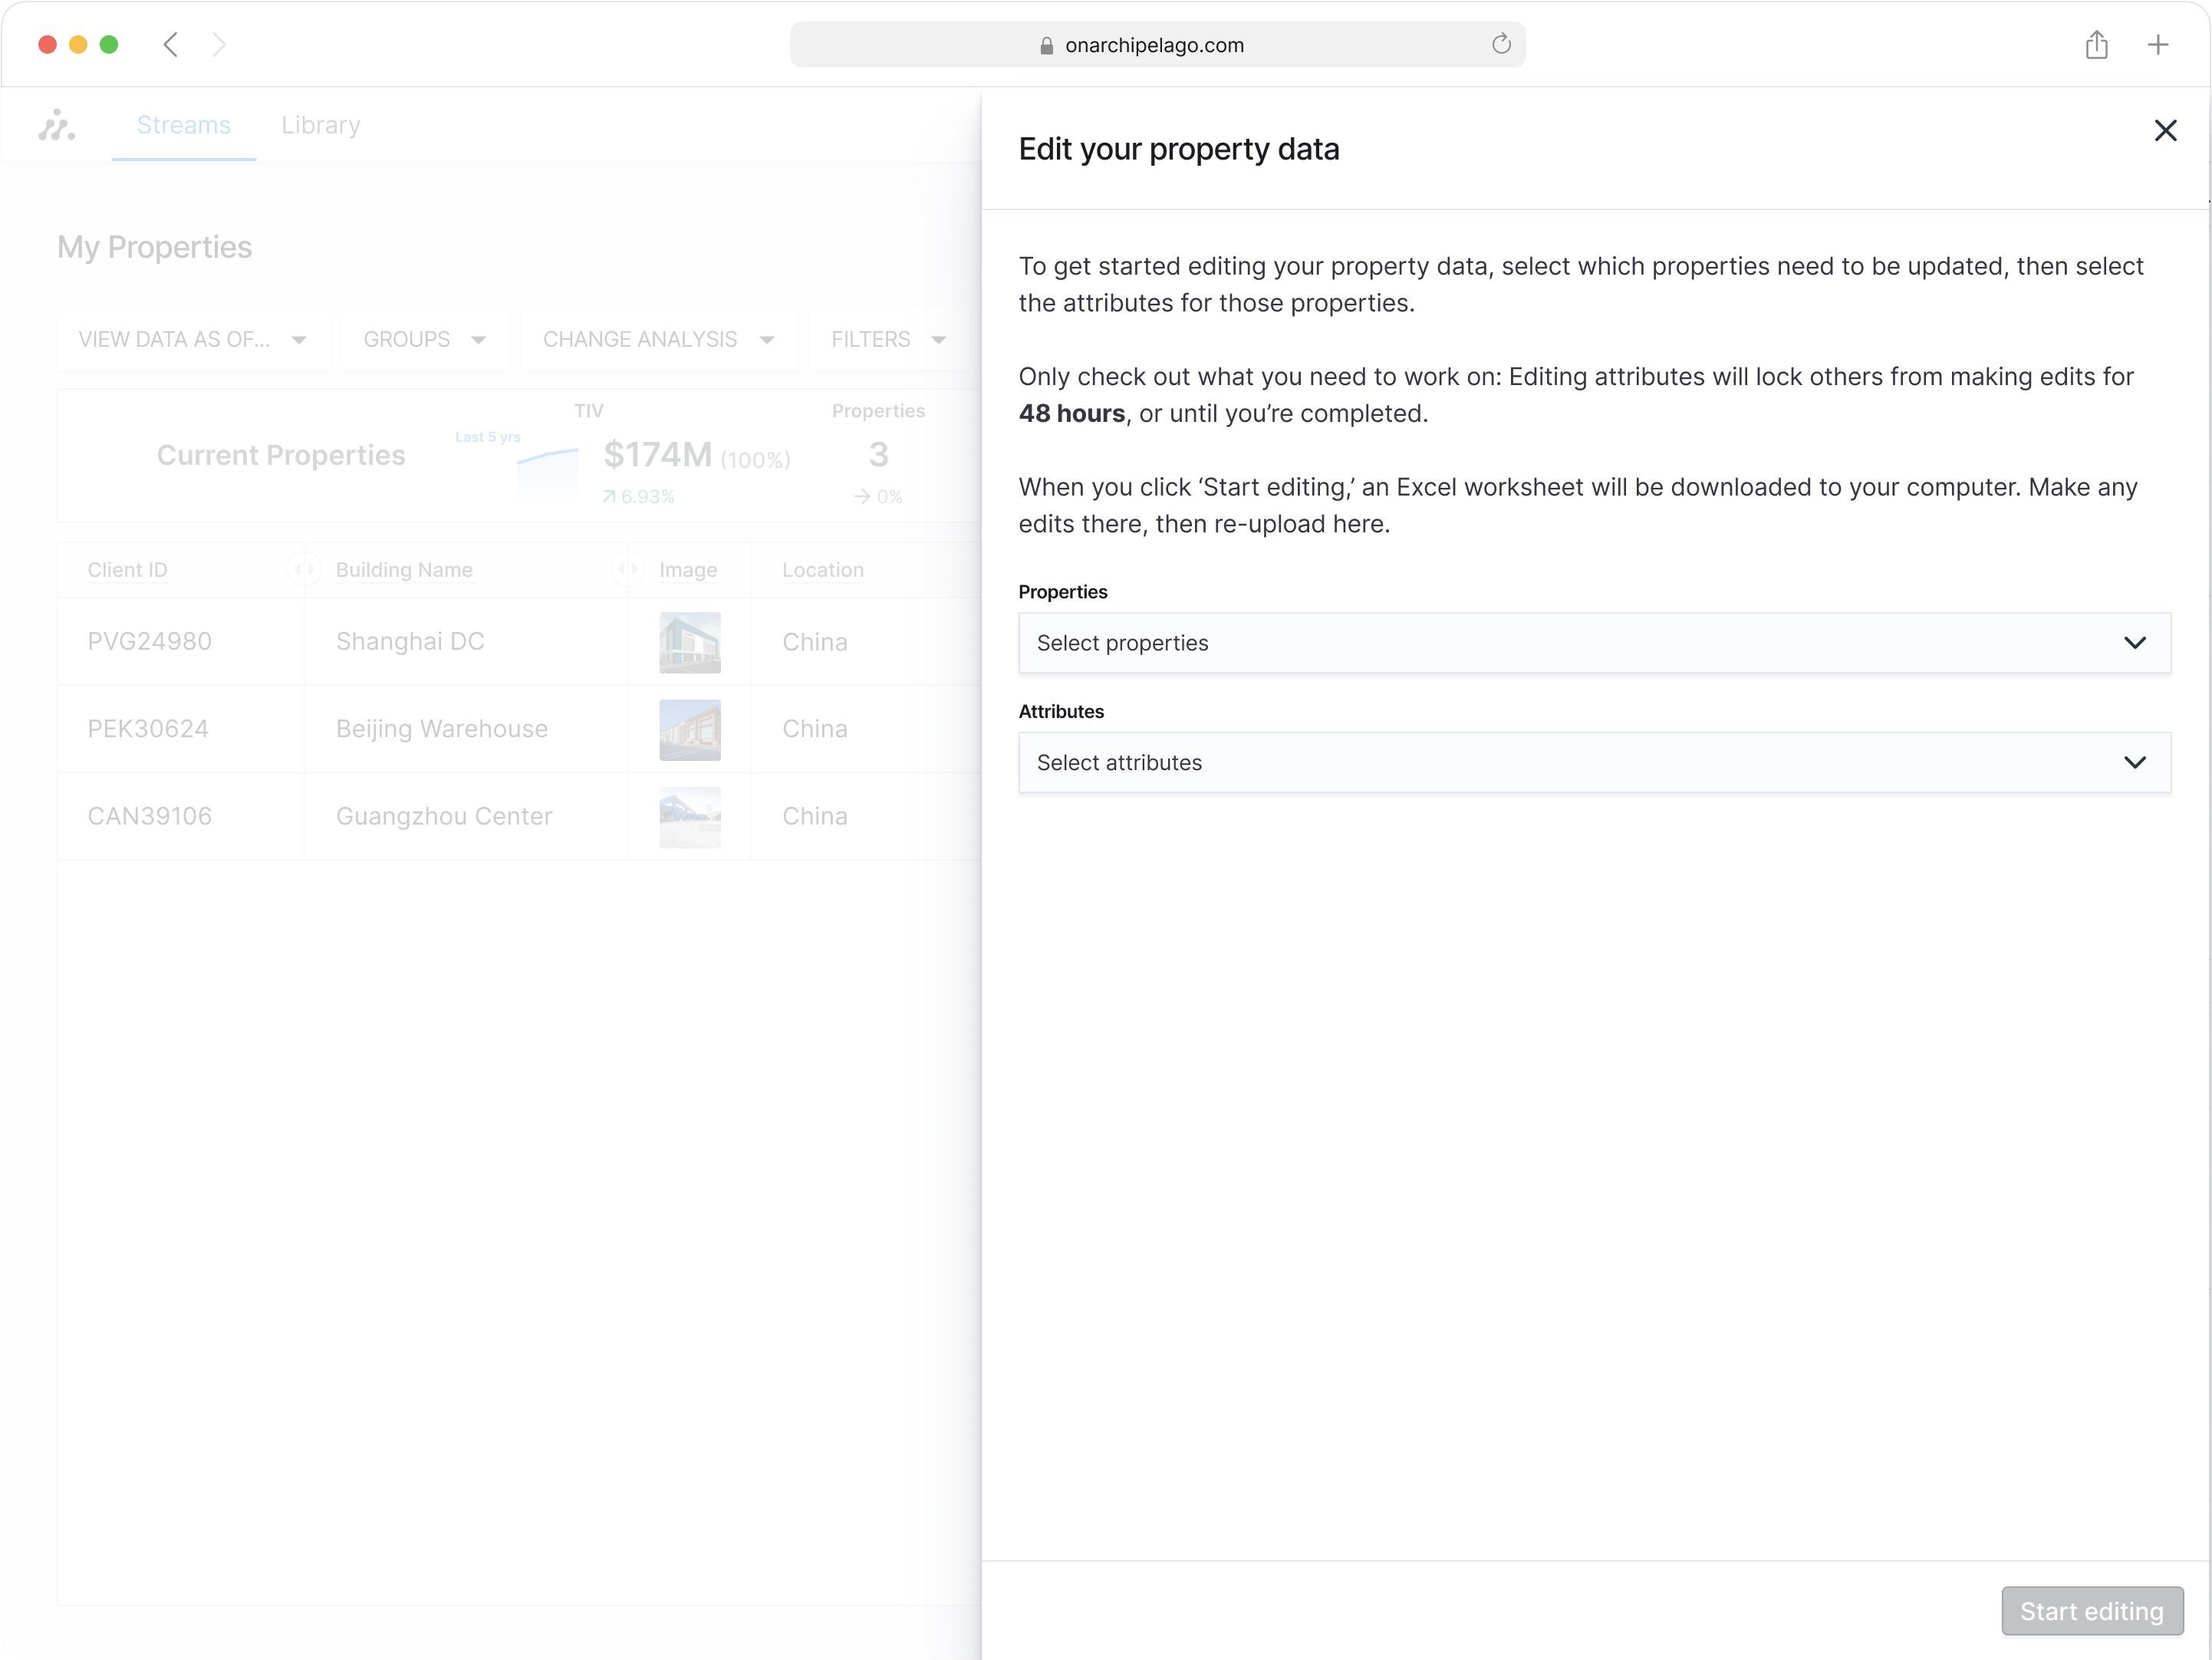 onarchipelago.com
Streams
Library
My Properties
VIEW DATA AS OF...
GROUPS
CHANGE ANALYSIS
FILTERS
Current Properties
Last 5 yrs
TIV
$174M (100%)
6.93%
Properties
3
0%
Client ID
Building Name
Image
Location
PVG24980
Shanghai DC
China
PEK30624
Beijing Warehouse
China
CAN39106
Guangzhou Center
China
Edit your property data
To get started editing your property data, select which properties need to be updated, then select
the attributes for those properties.
Only check out what you need to work on: Editing attributes will lock others from making edits for
48 hours, or until you’re completed.
When you click ‘Start editing,’ an Excel worksheet will be downloaded to your computer. Make any
edits there, then re-upload here.
Properties
Select properties
Attributes
Select attributes
Start editing